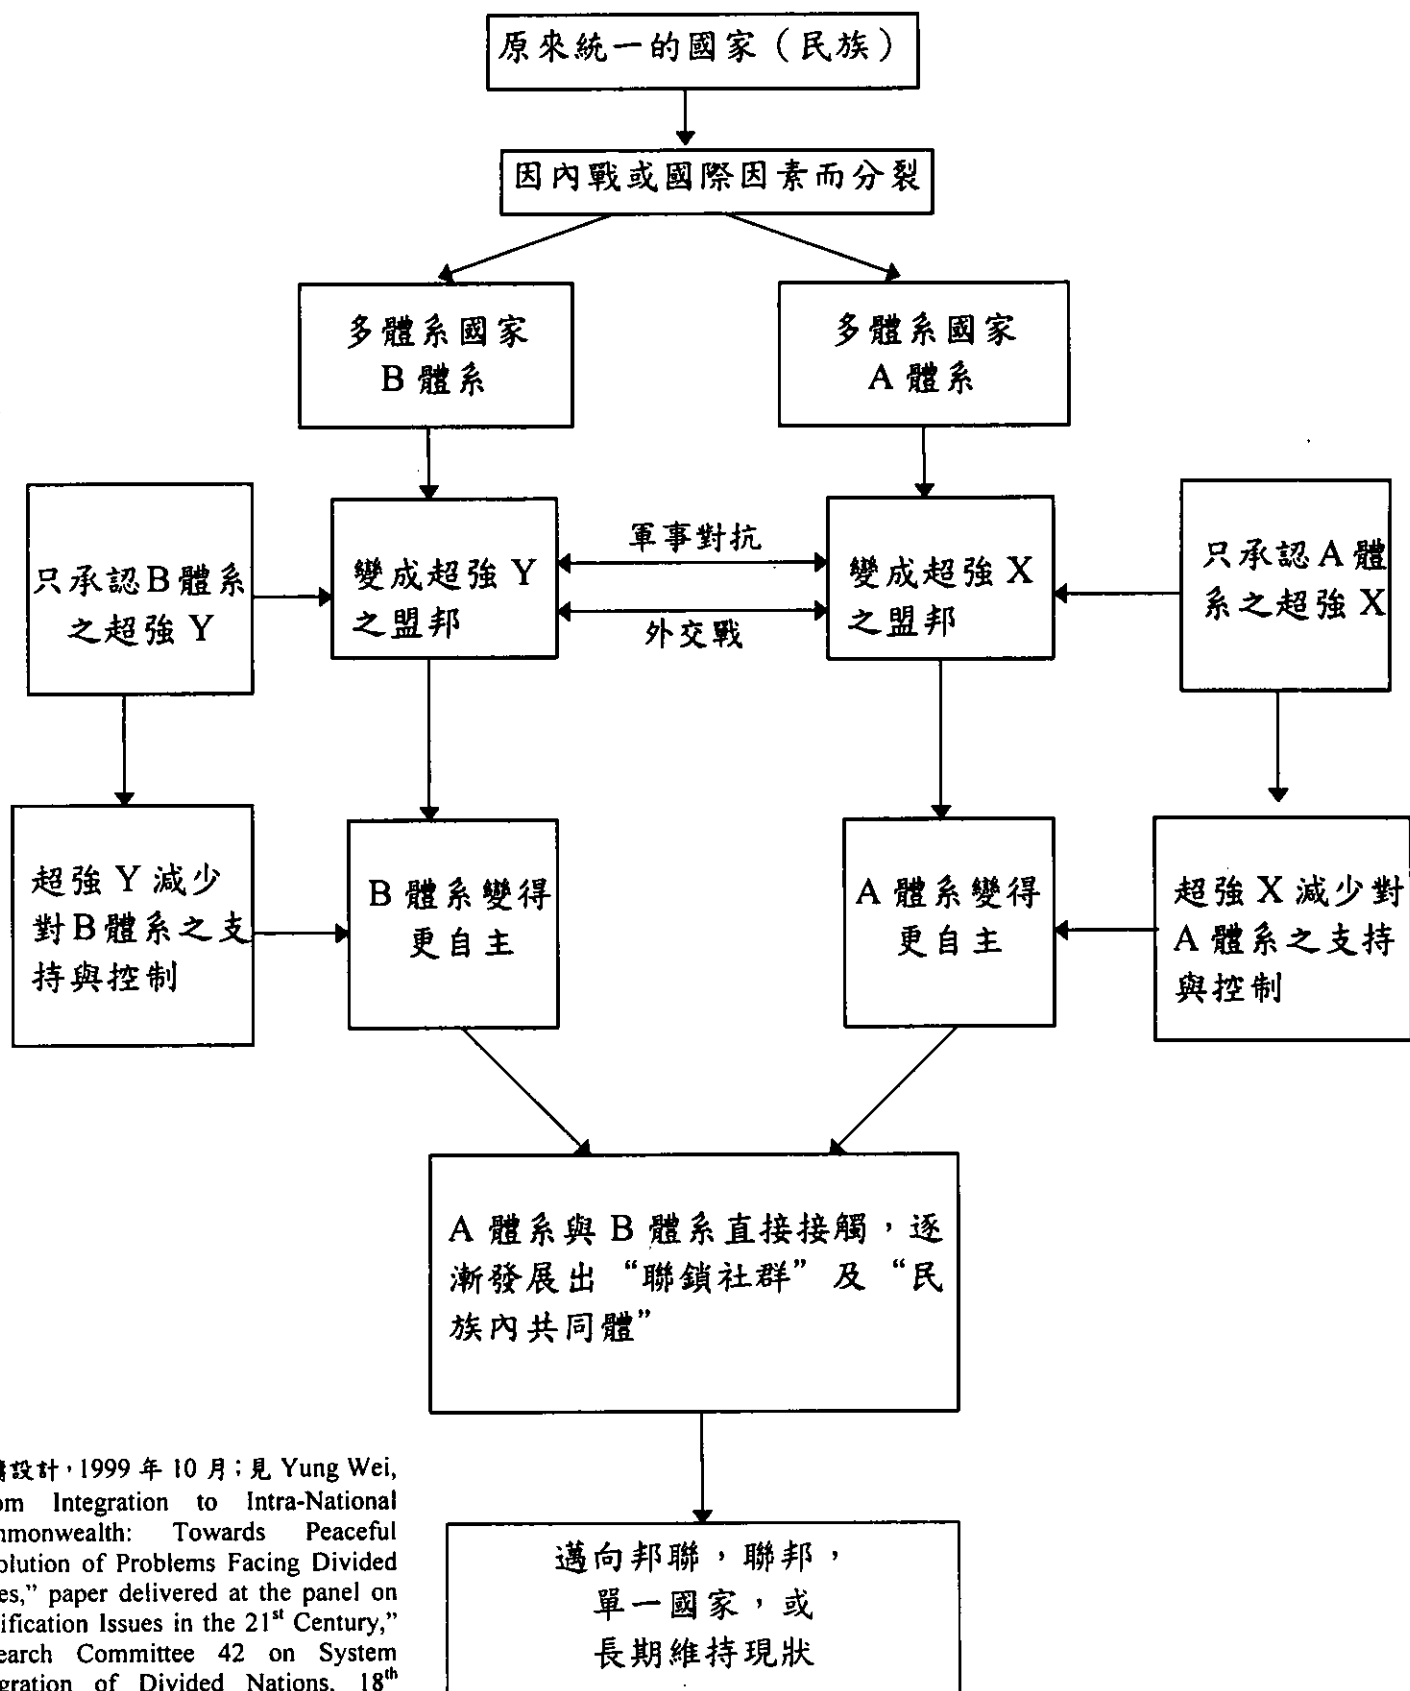 原來統一的國家（民族）
因內戰或國際因素而分裂
多體系國家
B 體系
多體系國家
A 體系
只承認B體系
之超強 Y
變成超強 Y
之盟邦
軍事對抗
外交戰
變成超強 X
之盟邦
只承認 A 體
系之超強 X
超強 Y 減少
對B體系之支
持與控制
B 體系變得
更自主
A 體系變得
更自主
超強 X 減少對
A 體系之支持
與控制
A 體系與 B 體系直接接觸，逐
漸發展出“聯鎖社群”及“民
族內共同體”
設計，1999 年 10 月；見 Yung Wei,
om Integration to Intra-National
mmonwealth: Towards Peaceful
olution of Problems Facing Divided
es,” paper delivered at the panel on
ification Issues in the 21st Century,”
earch Committee 42 on System
gration of Divided Nations, 18th
邁向邦聯，聯邦，
單一國家，或
長期維持現狀